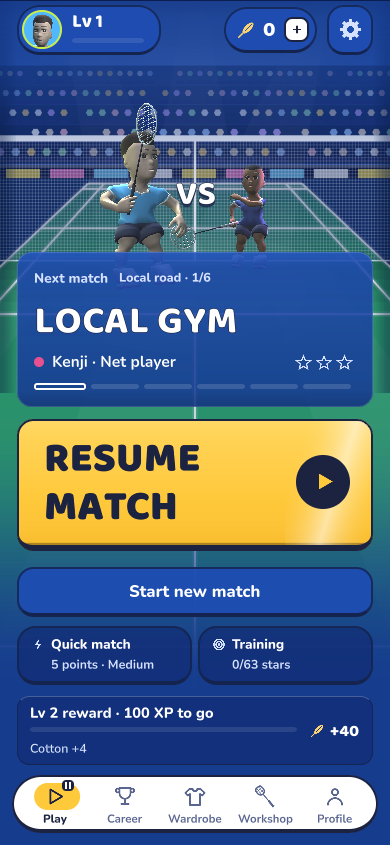 Lv 1
0
+
VS
Next match Local road · 1/6
LOCAL GYM
Kenji · Net player
RESUME
MATCH
Start new match
Quick match
5 points · Medium
Training
0/63 stars
Lv 2 reward · 100 XP to go
+40
Cotton +4
Play
Career
Wardrobe
Workshop
Profile